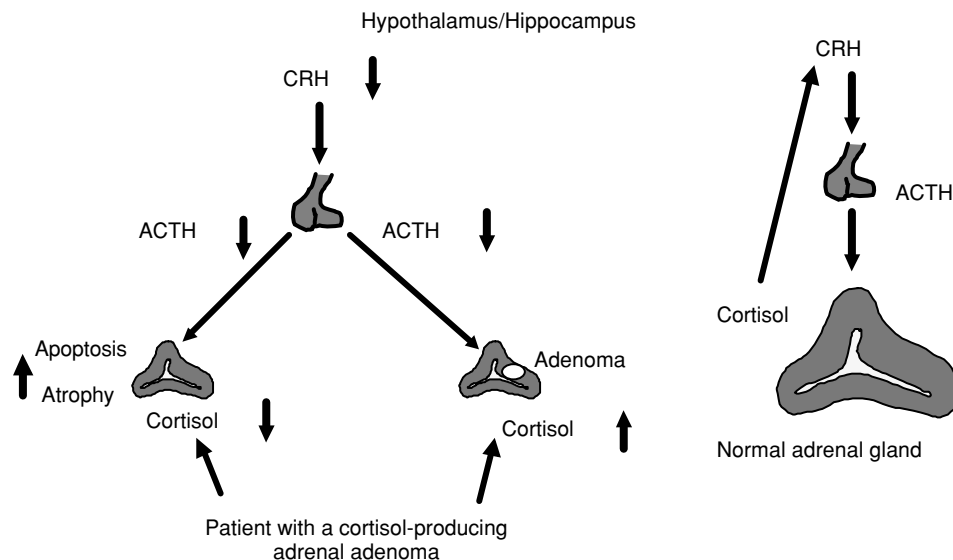 Hypothalamus/Hippocampus
CRH
ACTH
ACTH
Apoptosis
Atrophy
Cortisol
Adenoma
Cortisol
Patient with a cortisol-producing
adrenal adenoma
CRH
ACTH
Cortisol
Normal adrenal gland